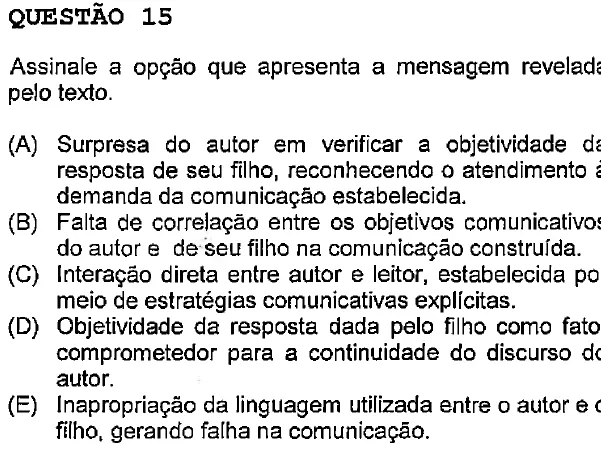 QUESTÃO 15
Assinale a opção que apresenta a mensagem revelada
pelo texto.
(A) Surpresa do autor em verificar a objetividade da
resposta de seu filho, reconhecendo o atendimento à
demanda da comunicação estabelecida.
(B) Falta de correlação entre os objetivos comunicativos
do autor e de seu filho na comunicação construída.
(C) Interação direta entre autor e leitor, estabelecida po
meio de estratégias comunicativas explícitas.
(D) Objetividade da resposta dada pelo filho como fato
comprometedor para a continuidade do discurso do
autor.
(E) Inapropriação da linguagem utilizada entre o autor e o
filho, gerando falha na comunicação.